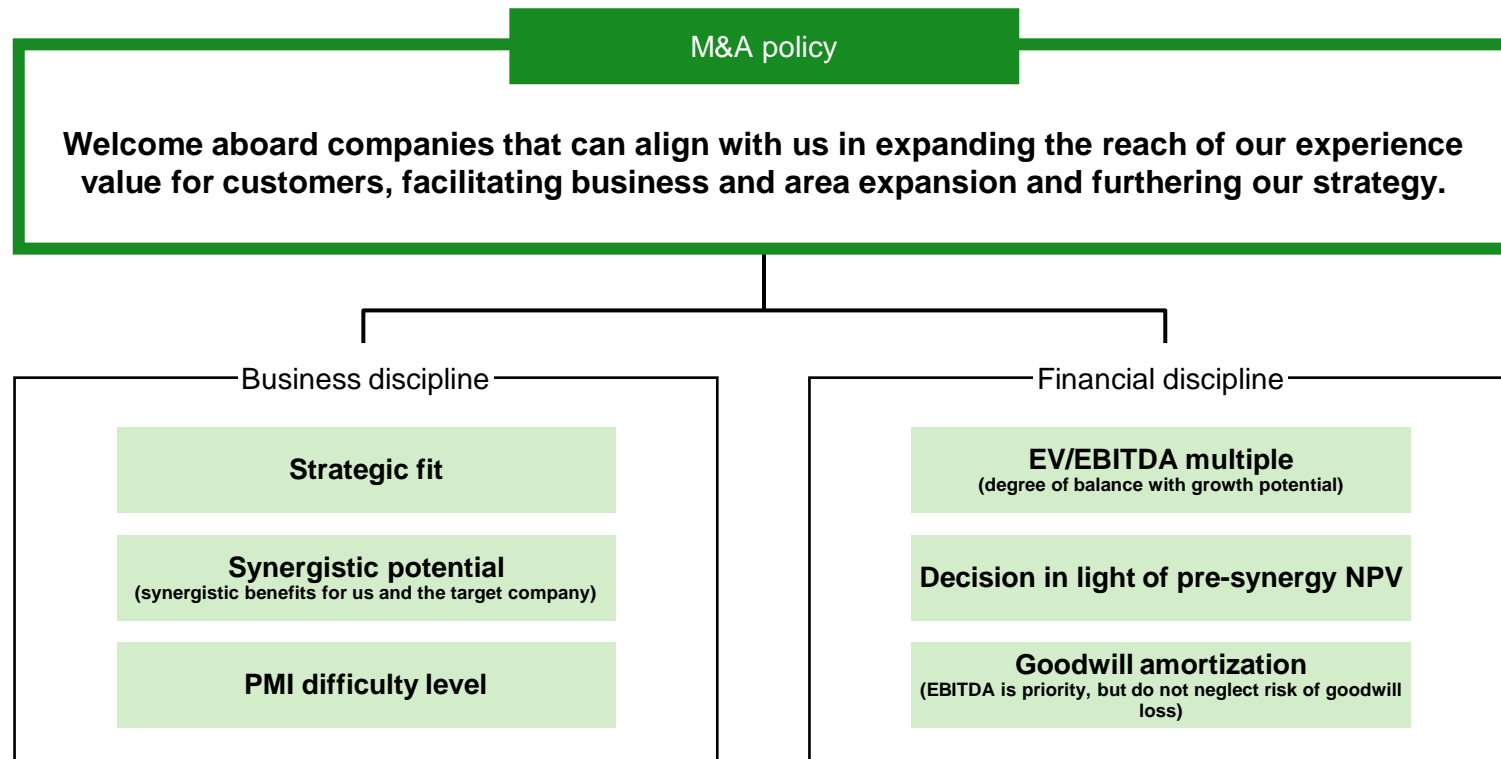 M&A policy
Welcome aboard companies that can align with us in expanding the reach of our experience
value for customers, facilitating business and area expansion and furthering our strategy.
Business discipline
Strategic fit
Synergistic potential
(synergistic benefits for us and the target company)
PMI difficulty level
Financial discipline
EV/EBITDA multiple
(degree of balance with growth potential)
Decision in light of pre-synergy NPV
Goodwill amortization
(EBITDA is priority, but do not neglect risk of goodwill
loss)